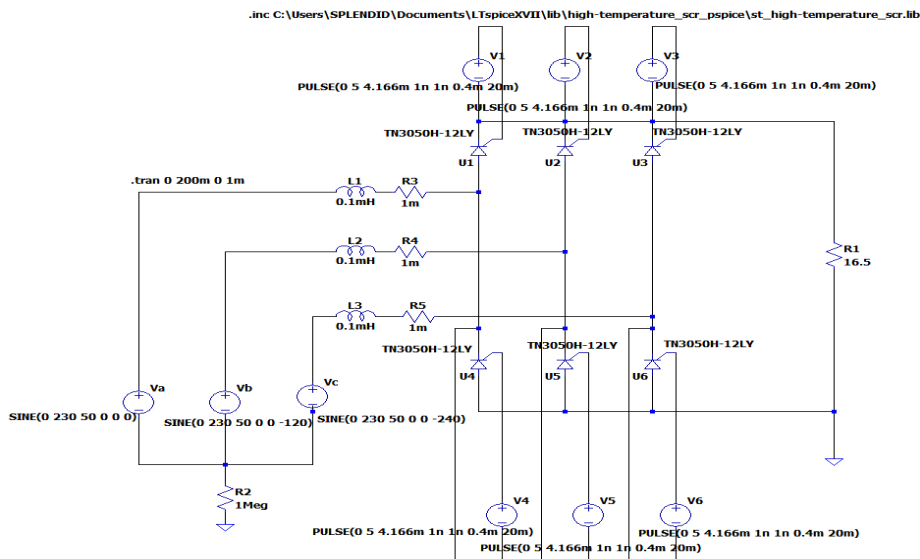 .inc C:\Users\SPLENDID\Documents\LTspiceXVII\lib\high-temperature_scr_pspice\st_high-temperature_scr.lib
V1
V2
V3
PULSE(0 5 4.166m 1n 1n 0.4m 20m)
PULSE(0 5 4.166m 1n 1n 0.4m 20m)
PULSE(0 5 4.166m 1n 1n 0.4m 20m)
TN3050H-12LY
TN3050H-12LY
TN3050H-12LY
U1
U2
U3
.tran 0 200m 0 1m
L1
R3
0.1mH
1m
L2
R4
0.1mH
1m
R1
16.5
L3
R5
0.1mH
1m
TN3050H-12LY
TN3050H-12LY
TN3050H-12LY
U4
U5
U6
Va
Vb
Vc
SINE(0 230 50 0 0 0)
SINE(0 230 50 0 0 -120)
SINE(0 230 50 0 0 -240)
R2
1Meg
V4
V5
V6
PULSE(0 5 4.166m 1n 1n 0.4m 20m)
PULSE(0 5 4.166m 1n 1n 0.4m 20m)
PULSE(0 5 4.166m 1n 1n 0.4m 20m)